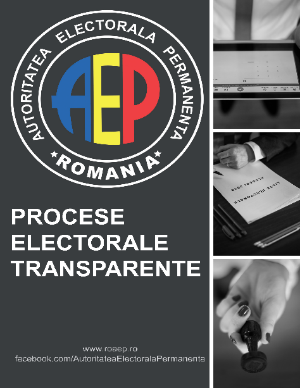 AUTORITATEA ELECTORALA PERMANENTA
AEP
*ROMANIA*
PROCESE
ELECTORALE
TRANSPARENTE
www.roaep.ro
facebook.com/AutoritateaElectoralaPermanenta